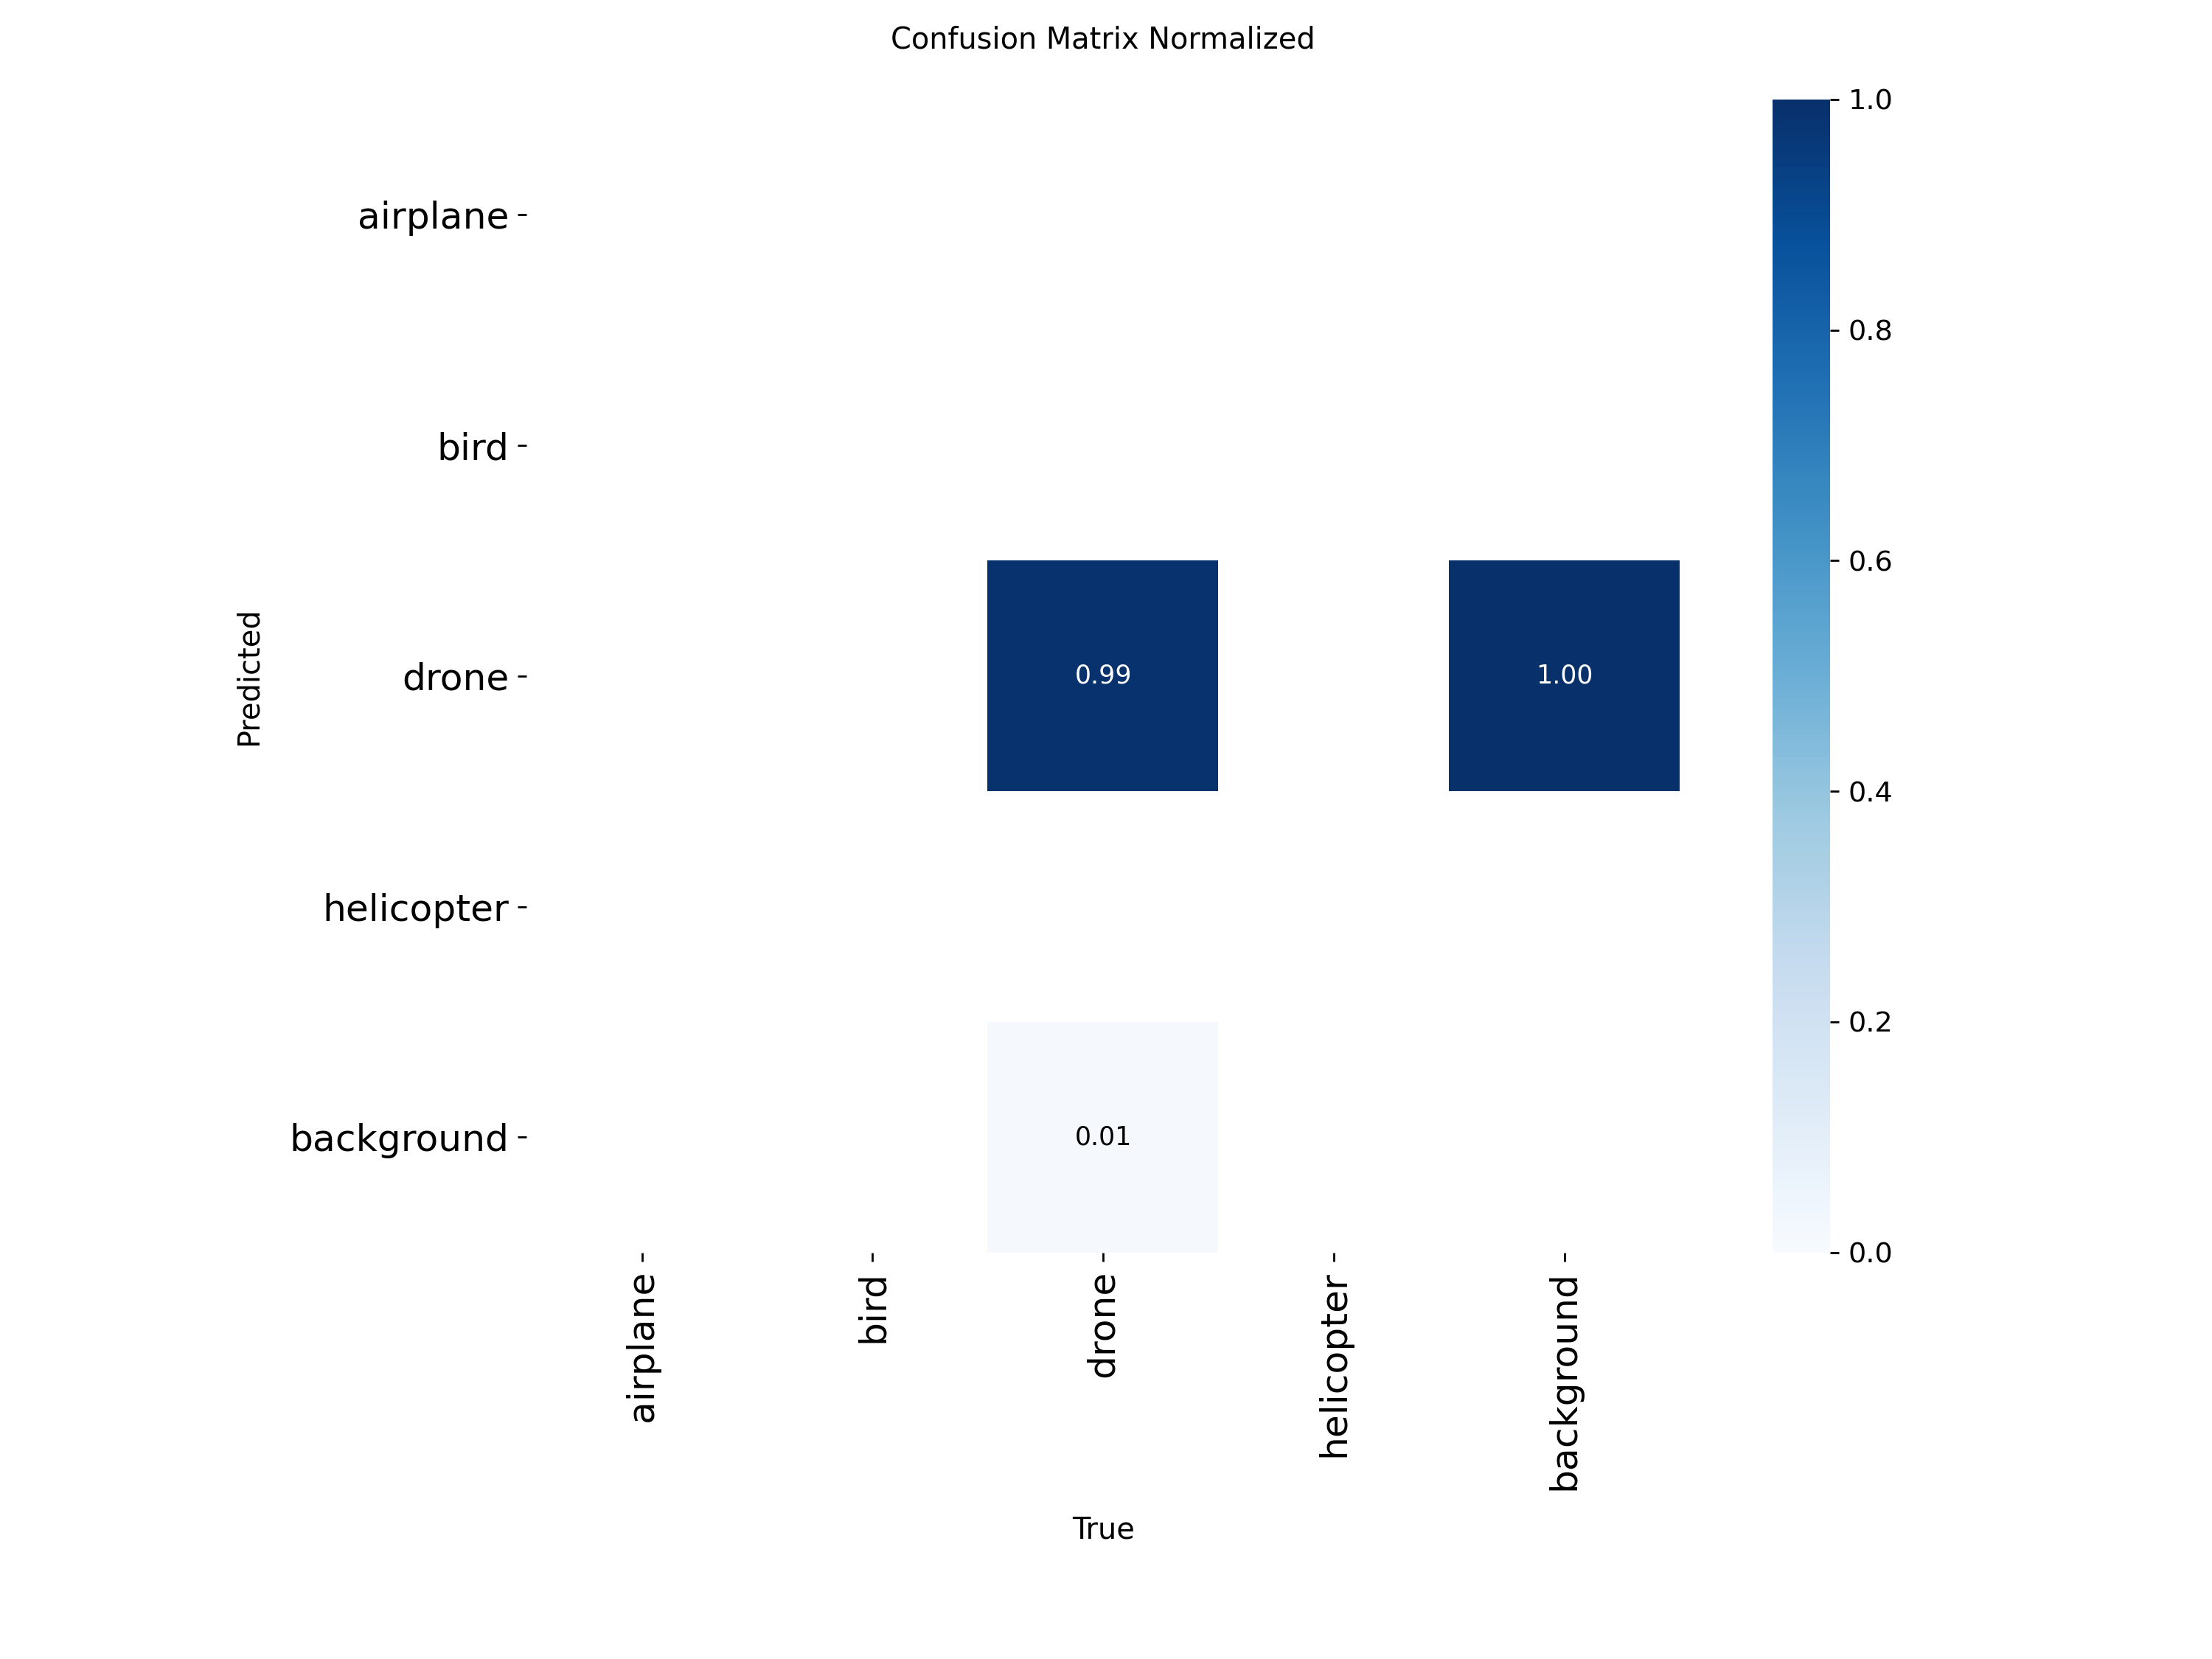 Confusion Matrix Normalized
1.0
airplane
0.8
bird
0.6
Predicted
drone
0.99
1.00
0.4
helicopter
0.2
background
0.01
0.0
airplane
bird
drone
helicopter
background
True